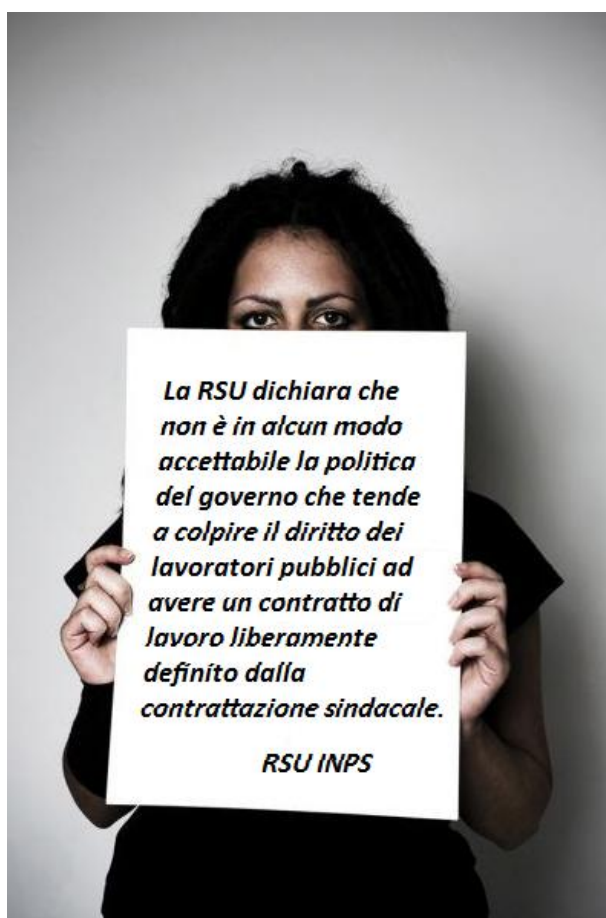 La RSU dichiara che
non è in alcun modo
accettabile la politica
del governo che tende
a colpire il diritto dei
lavoratori pubblici ad
avere un contratto di
lavoro liberamente
definito dalla
contrattazione sindacale.
RSU INPS